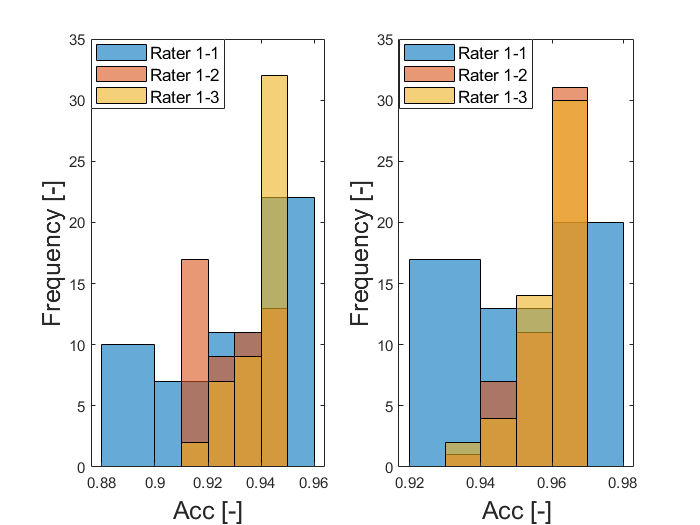 35
30
25
20
15
10
5
0
Frequency [-]
Rater 1-1
Rater 1-2
Rater 1-3
0.88 0.9 0.92 0.94 0.96
Acc [-]
35
30
25
20
15
10
5
0
Frequency [-]
Rater 1-1
Rater 1-2
Rater 1-3
0.92 0.94 0.96 0.98
Acc [-]